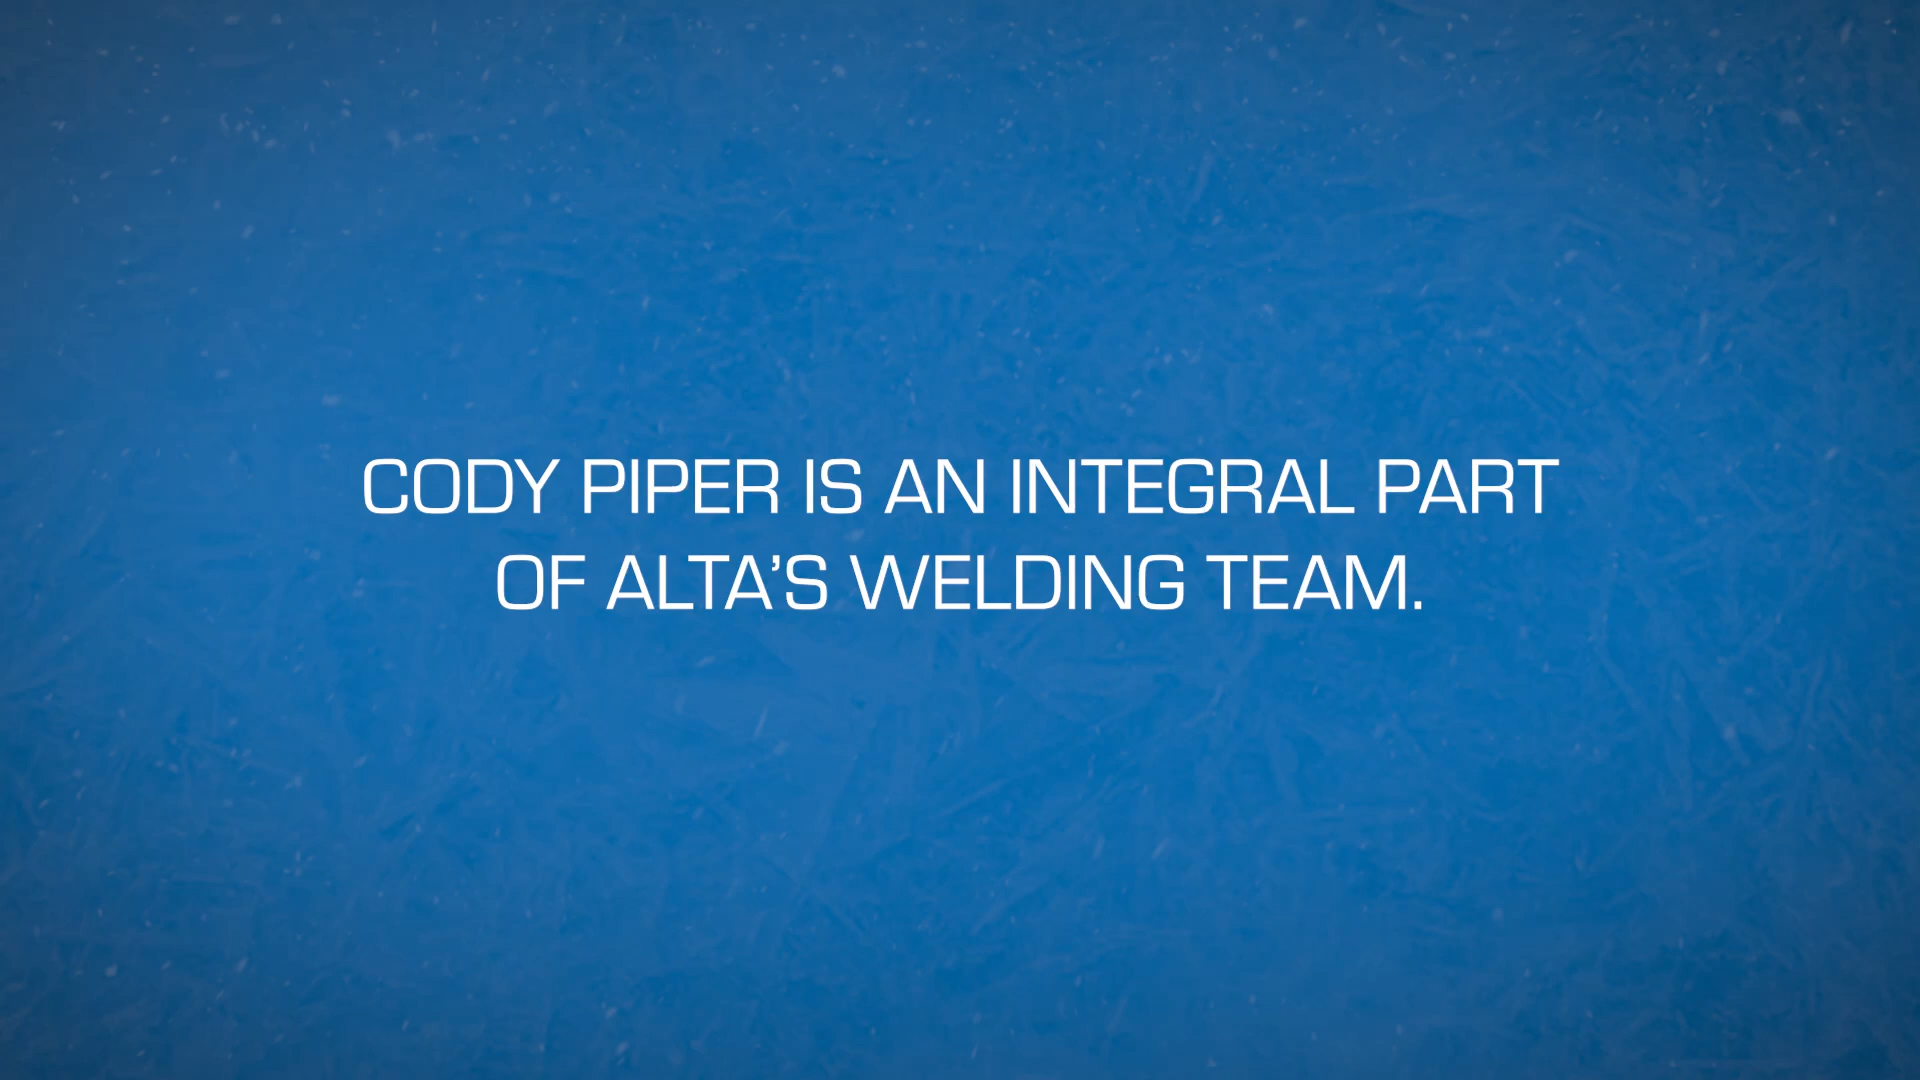 CODY PIPER IS AN INTEGRAL PART
OF ALTA’S WELDING TEAM.